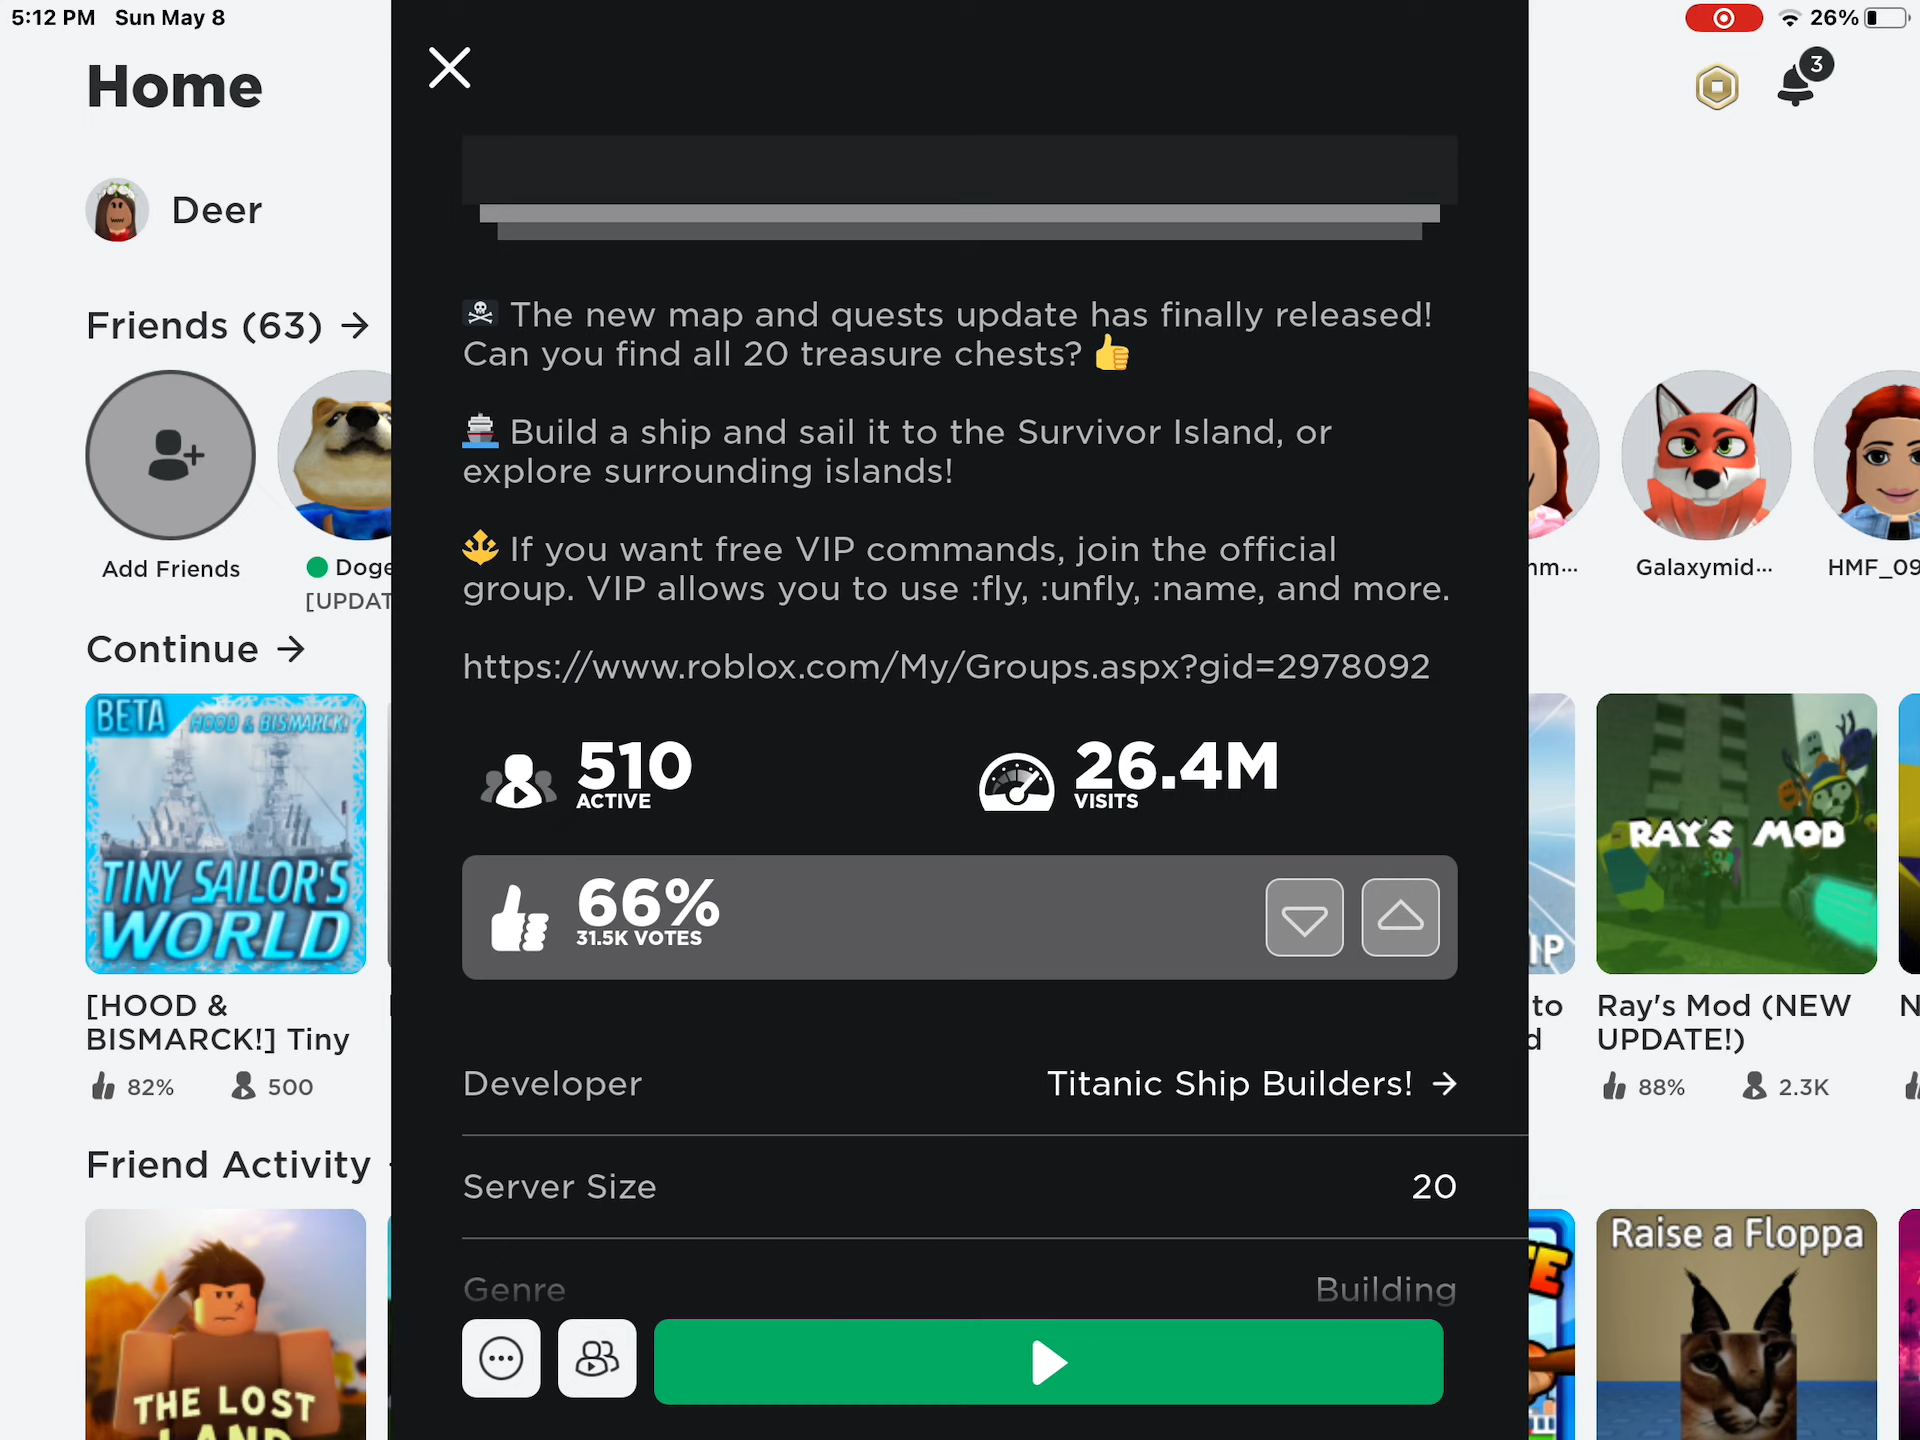 5:12 PM Sun May 8
26%
Home
3
Deer
Friends (63)
Add Friends
Doge
[UPDAT
Galaxymid...
HMF_09
Continue
BETA
HOOD & BISMARCK!
TINY SAILOR'S
WORLD
[HOOD &
BISMARCK!] Tiny
82% 500
Friend Activity
THE LOST
LAND
The new map and quests update has finally released!
Can you find all 20 treasure chests?
Build a ship and sail it to the Survivor Island, or
explore surrounding islands!
If you want free VIP commands, join the official
group. VIP allows you to use :fly, :unfly, :name, and more.
https://www.roblox.com/My/Groups.aspx?gid=2978092
510
ACTIVE
26.4M
VISITS
66%
31.5K VOTES
Developer Titanic Ship Builders!
Server Size 20
Genre Building
to
d
RAY'S MOD
Ray's Mod (NEW
UPDATE!)
88% 2.3K
N
Raise a Floppa